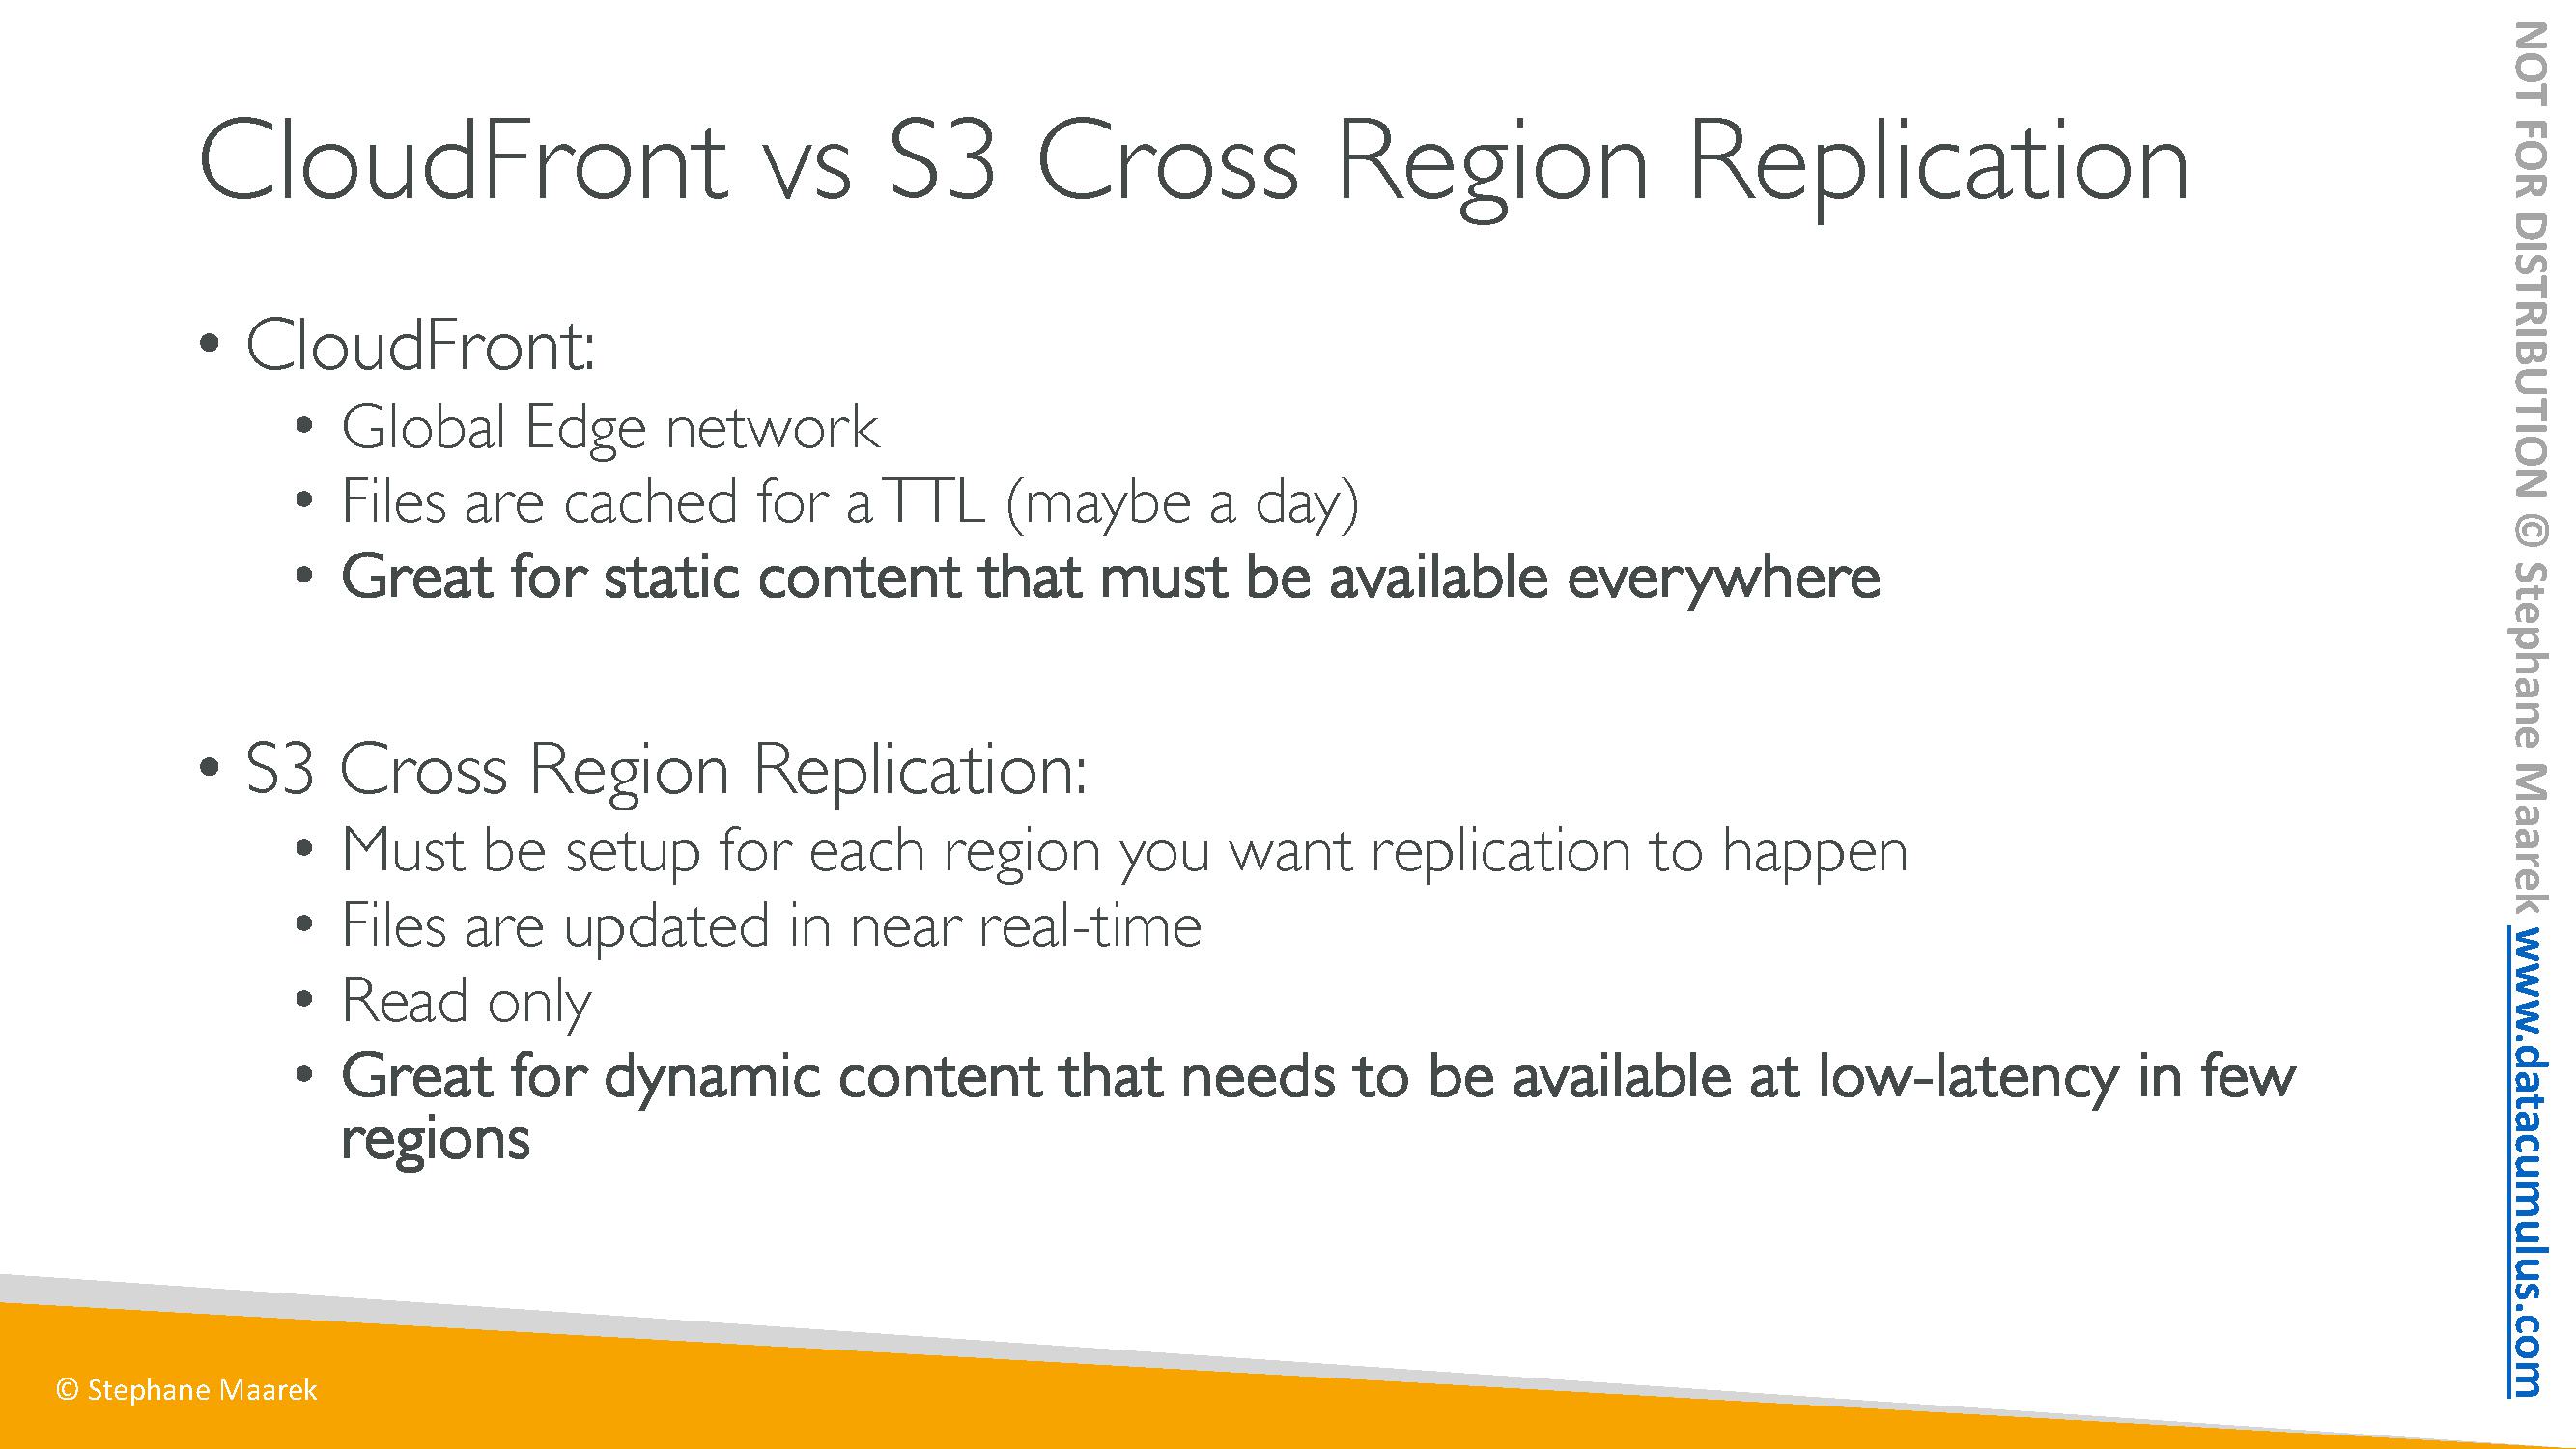 CloudFront vs S3 Cross Region Replication
• CloudFront:
• Global Edge network
• Files are cached for a TTL (maybe a day)
• Great for static content that must be available everywhere
• S3 Cross Region Replication:
• Must be setup for each region you want replication to happen
• Files are updated in near real-time
• Read only
• Great for dynamic content that needs to be available at low-latency in few
regions
© Stephane Maarek
NOT FOR DISTRIBUTION © Stephane Maarek www.datacumulus.com